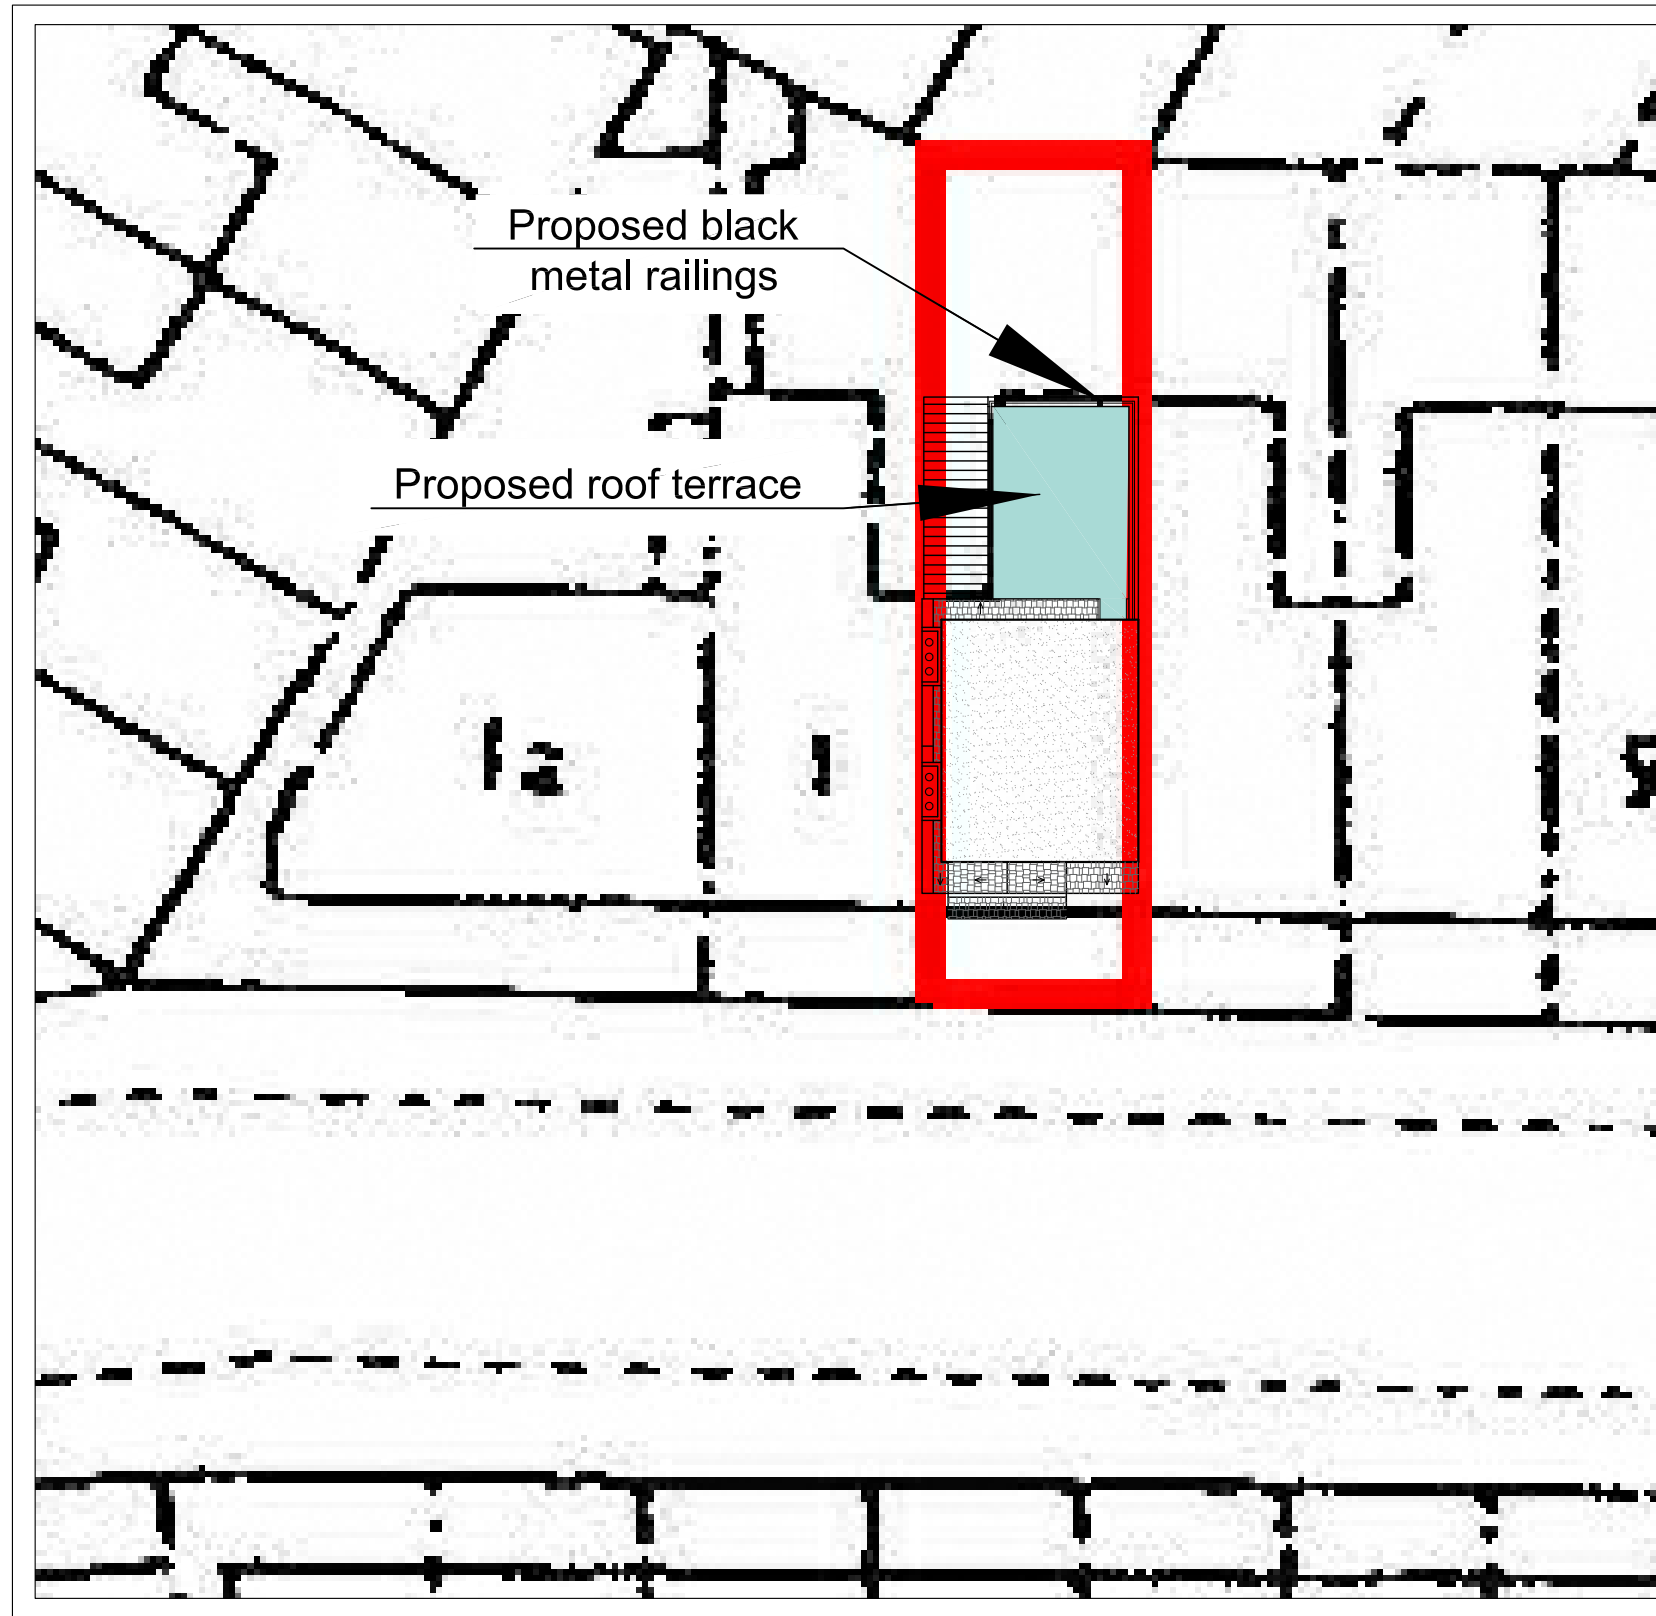 Proposed black
metal railings
Proposed roof terrace
1a
1